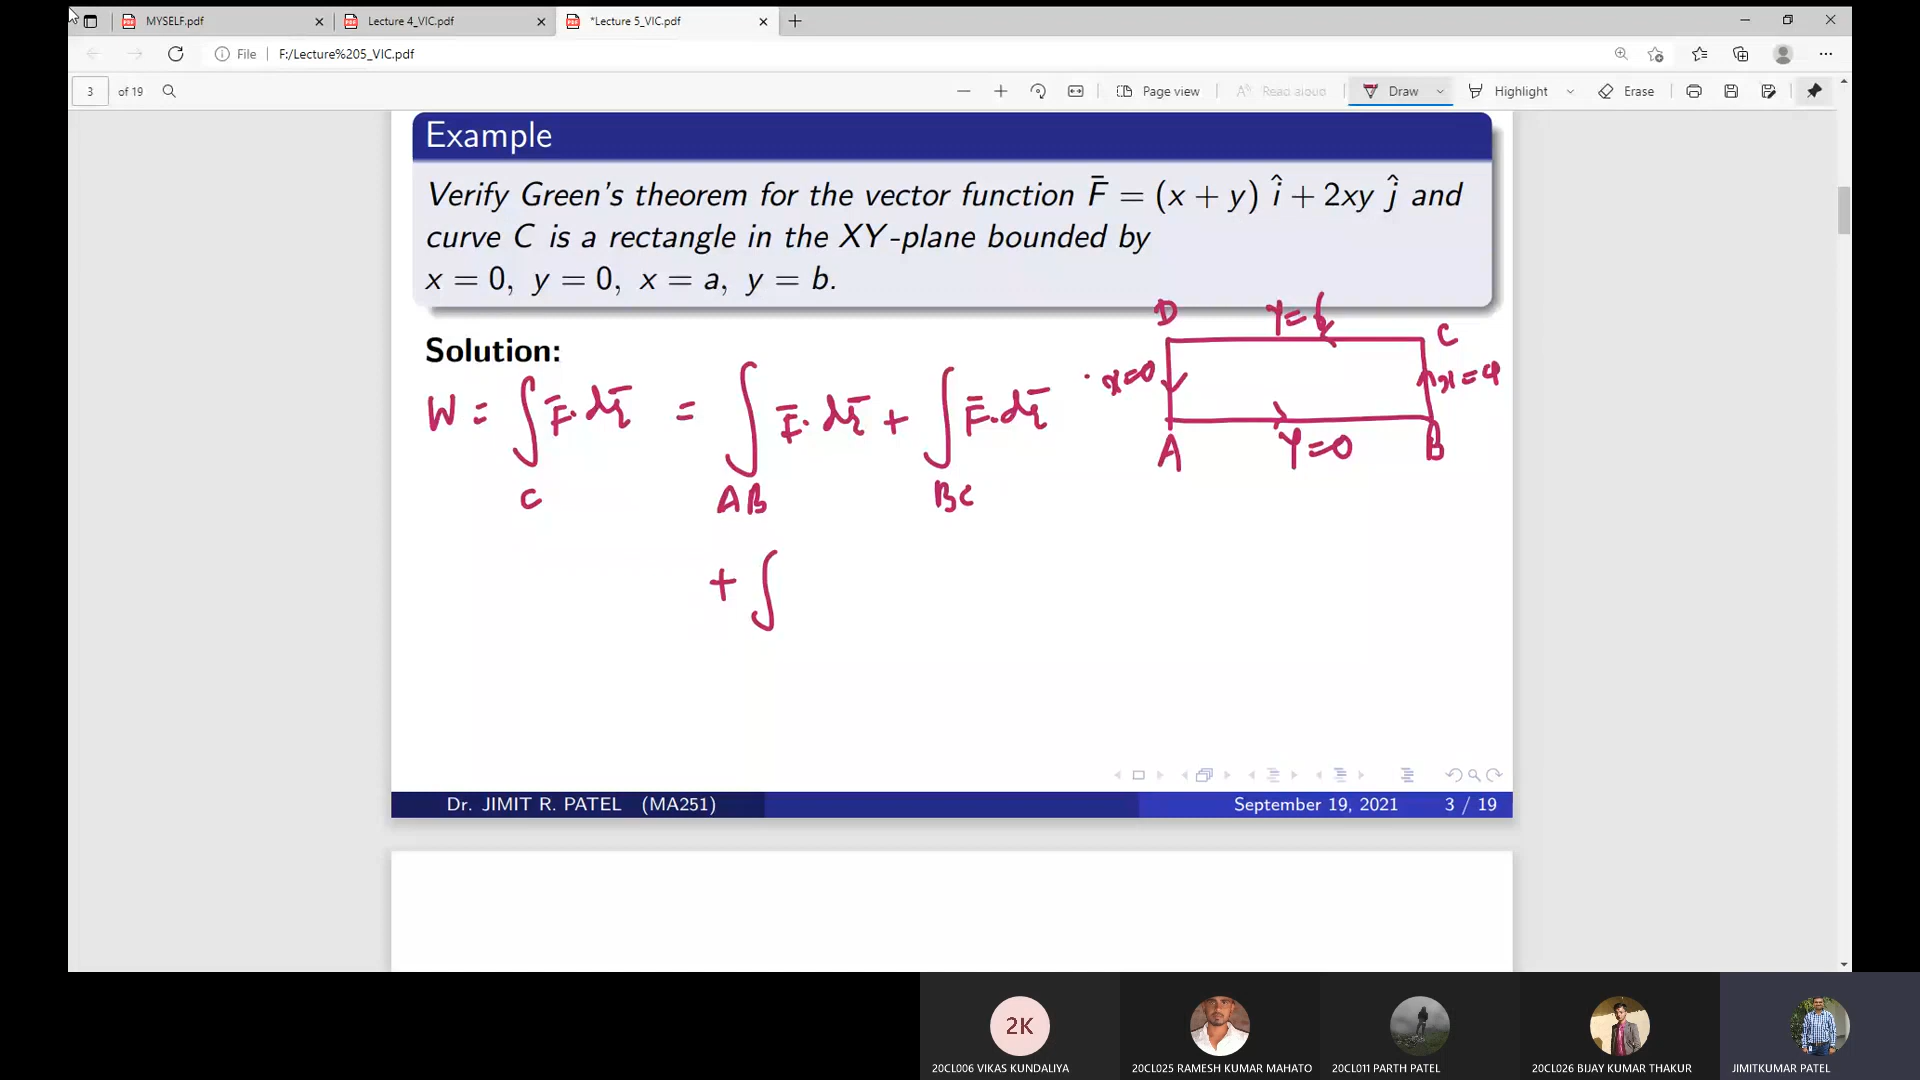 MYSELF.pdf
Lecture 4_VIC.pdf
*Lecture 5_VIC.pdf
File F:/Lecture%205_VIC.pdf
3 of 19
Page view Read aloud Draw Highlight Erase
Example
Verify Green's theorem for the vector function F̄ = (x + y) î + 2xy ĵ and
curve C is a rectangle in the XY-plane bounded by
x = 0, y = 0, x = a, y = b.
Solution:
W = ∫ F̄·dr̄ = ∫ F̄·dr̄ + ∫ F̄·dr̄
C AB BC
+ ∫
D y=b C
x=0 x=a
A y=0 B
Dr. JIMIT R. PATEL (MA251) September 19, 2021 3 / 19
2K
20CL006 VIKAS KUNDALIYA 20CL025 RAMESH KUMAR MAHATO 20CL011 PARTH PATEL 20CL026 BIJAY KUMAR THAKUR JIMITKUMAR PATEL